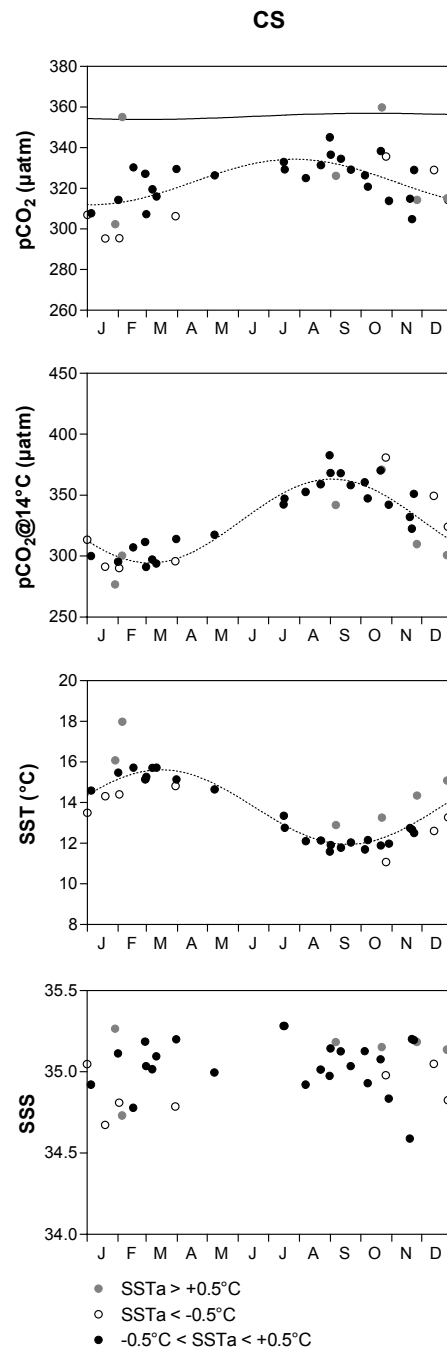 CS
pCO₂ (µatm)
380
360
340
320
300
280
260
J F M A M J J A S O N D
pCO₂@14°C (µatm)
450
400
350
300
250
J F M A M J J A S O N D
SST (°C)
20
18
16
14
12
10
8
J F M A M J J A S O N D
SSS
35.5
35.0
34.5
34.0
J F M A M J J A S O N D
SSTa > +0.5°C
SSTa < -0.5°C
-0.5°C < SSTa < +0.5°C